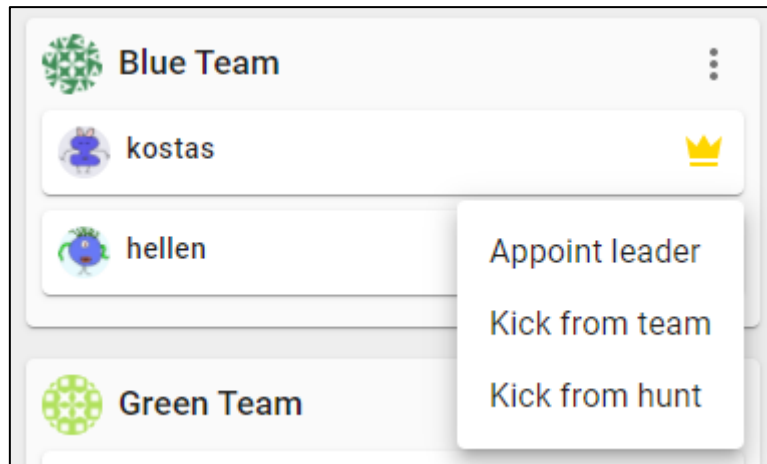 Blue Team
kostas
hellen
Appoint leader
Kick from team
Kick from hunt
Green Team